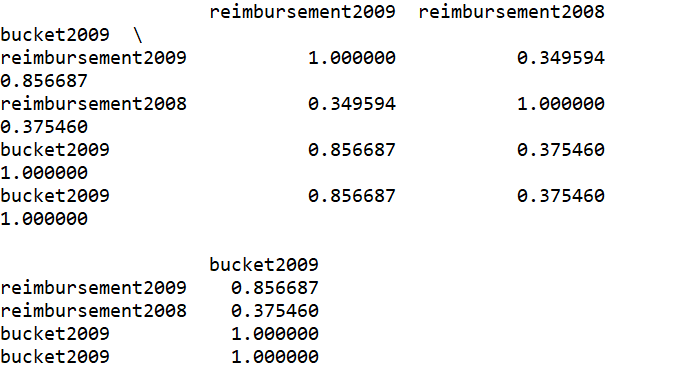 reimbursement2009 reimbursement2008
bucket2009 \
reimbursement2009 1.000000 0.349594
0.856687
reimbursement2008 0.349594 1.000000
0.375460
bucket2009 0.856687 0.375460
1.000000
bucket2009 0.856687 0.375460
1.000000
bucket2009
reimbursement2009 0.856687
reimbursement2008 0.375460
bucket2009 1.000000
bucket2009 1.000000